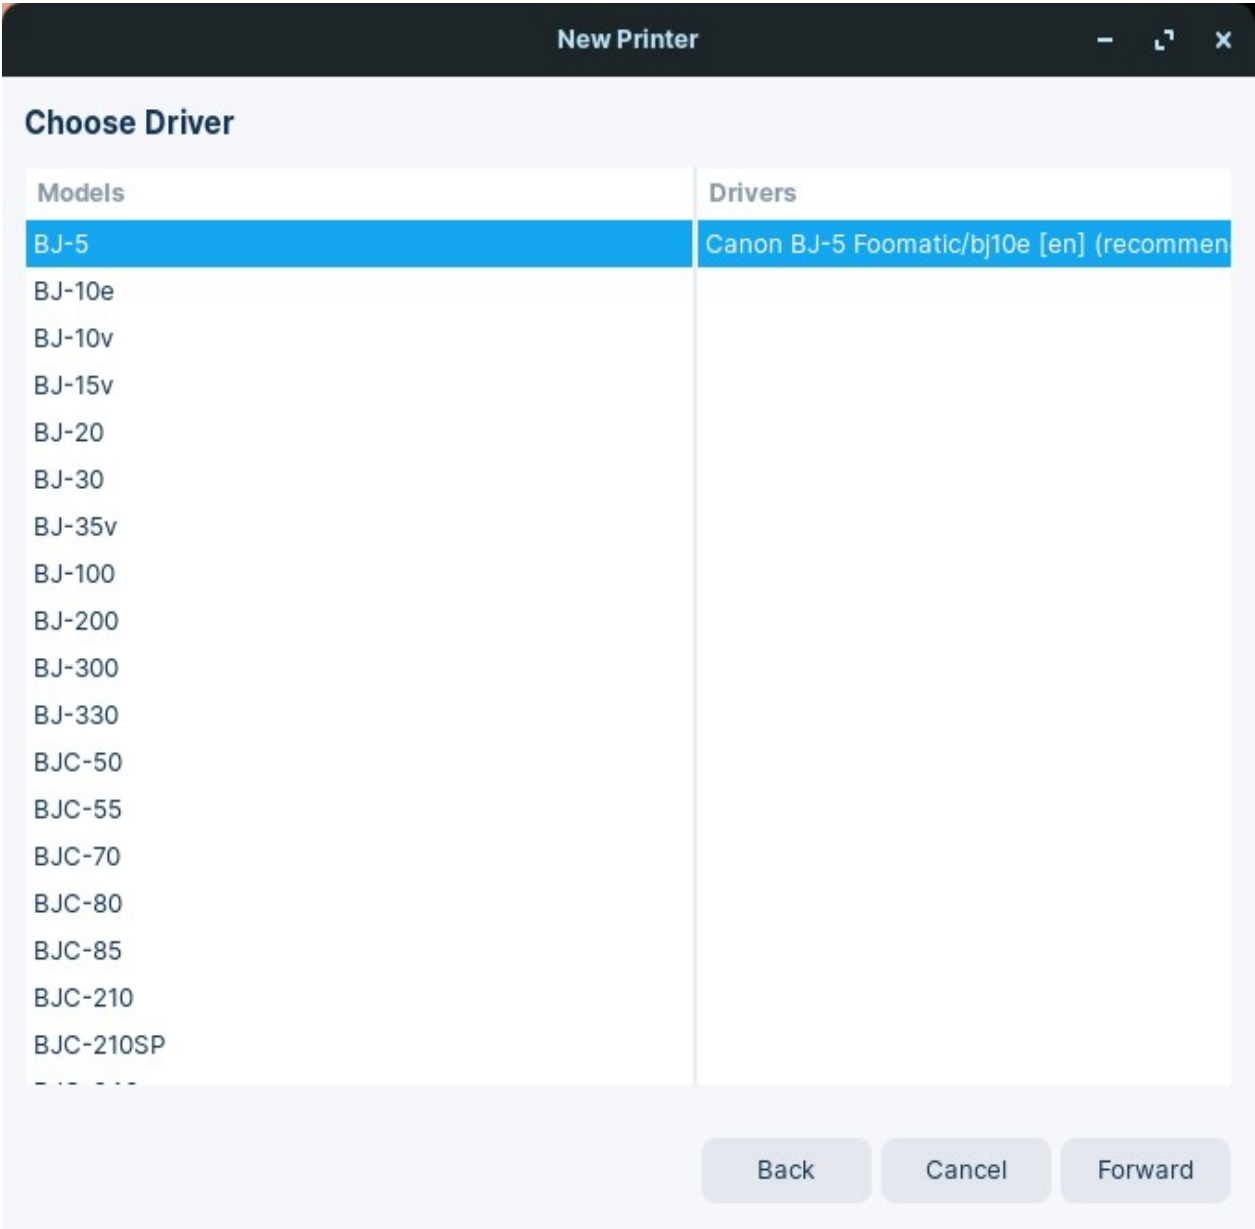 New Printer
Choose Driver
Models Drivers
BJ-5 Canon BJ-5 Foomatic/bj10e [en] (recommen
BJ-10e
BJ-10v
BJ-15v
BJ-20
BJ-30
BJ-35v
BJ-100
BJ-200
BJ-300
BJ-330
BJC-50
BJC-55
BJC-70
BJC-80
BJC-85
BJC-210
BJC-210SP
Back Cancel Forward